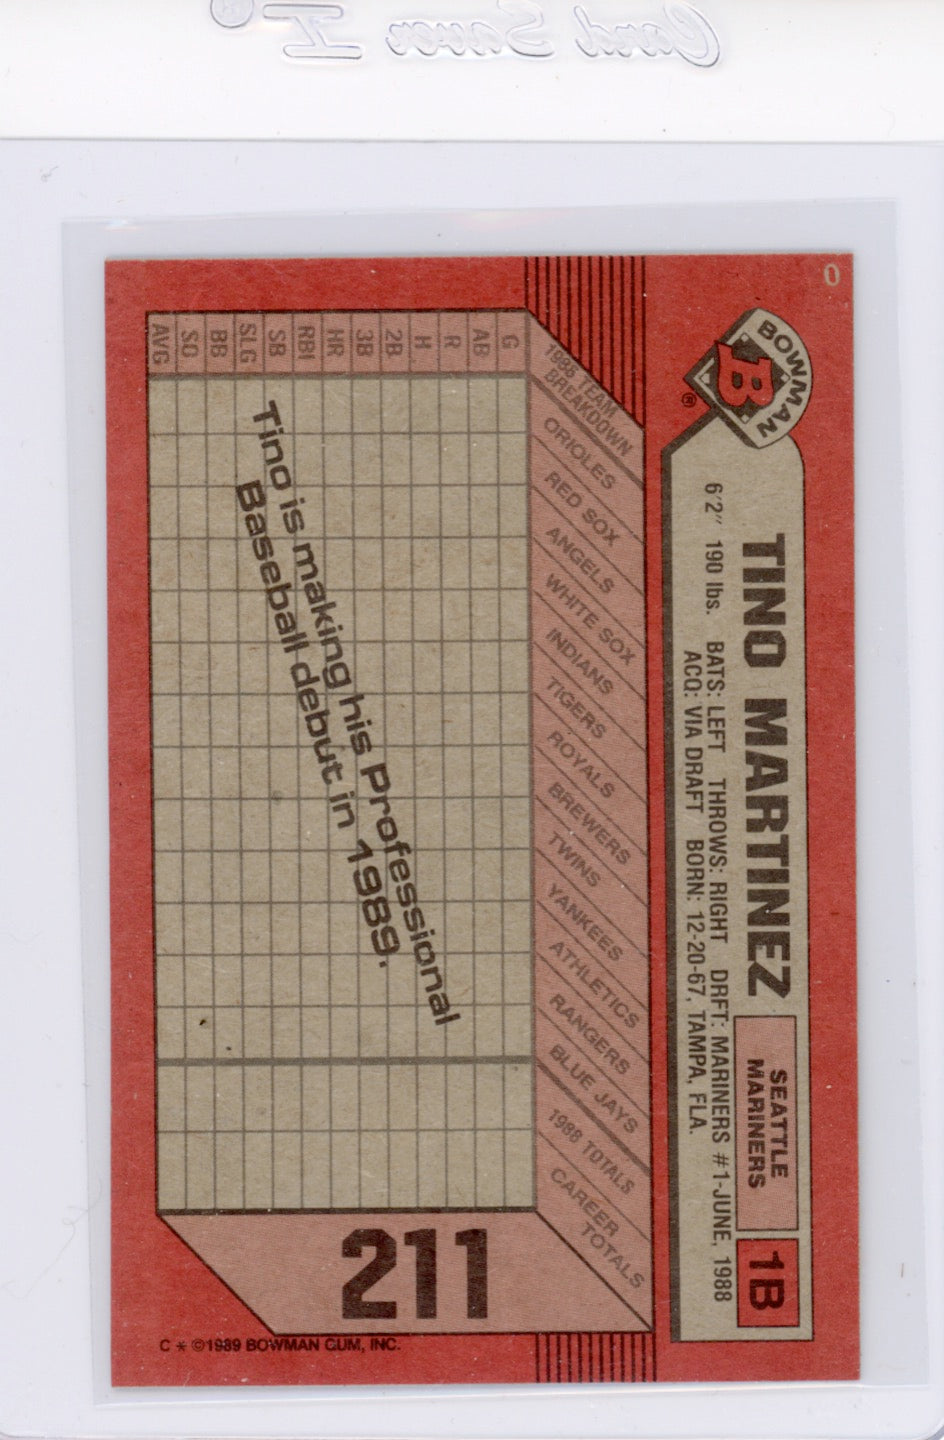 Card Saver I®
0
BOWMAN
B
®
TINO MARTINEZ
SEATTLE
MARINERS
1B
6'2" 190 lbs. BATS: LEFT THROWS: RIGHT DRFT: MARINERS #1-JUNE, 1988
ACQ: VIA DRAFT BORN: 12-20-67, TAMPA, FLA.
1988 TEAM
BREAKDOWN
ORIOLES
RED SOX
ANGELS
WHITE SOX
INDIANS
TIGERS
ROYALS
BREWERS
TWINS
YANKEES
ATHLETICS
RANGERS
BLUE JAYS
1988 TOTALS
CAREER
TOTALS
G
AB
R
H
2B
3B
HR
RBI
SB
SLG
BB
SO
AVG
Tino is making his Professional
Baseball debut in 1989.
211
C * ©1989 BOWMAN GUM, INC.